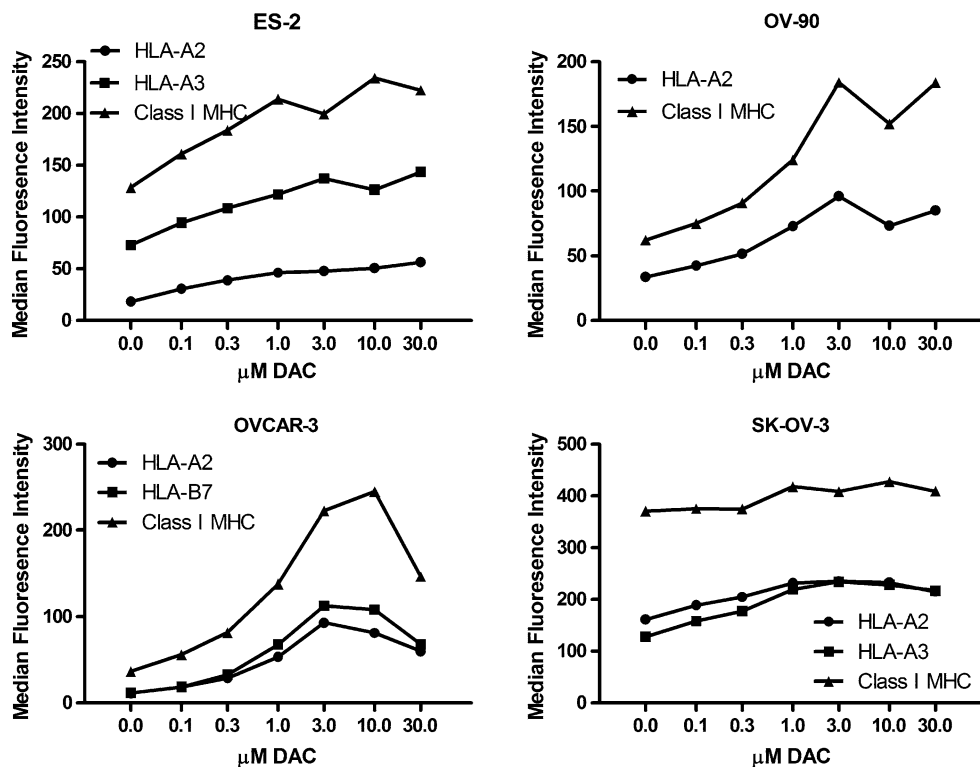 ES-2
HLA-A2
HLA-A3
Class I MHC
Median Fluoresence Intensity
250
200
150
100
50
0
0.0 0.1 0.3 1.0 3.0 10.0 30.0
µM DAC
OV-90
HLA-A2
Class I MHC
Median Fluoresence Intensity
200
150
100
50
0
0.0 0.1 0.3 1.0 3.0 10.0 30.0
µM DAC
OVCAR-3
HLA-A2
HLA-B7
Class I MHC
Median Fluoresence Intensity
300
200
100
0
0.0 0.1 0.3 1.0 3.0 10.0 30.0
µM DAC
SK-OV-3
Median Fluoresence Intensity
500
400
300
200
100
0
HLA-A2
HLA-A3
Class I MHC
0.0 0.1 0.3 1.0 3.0 10.0 30.0
µM DAC